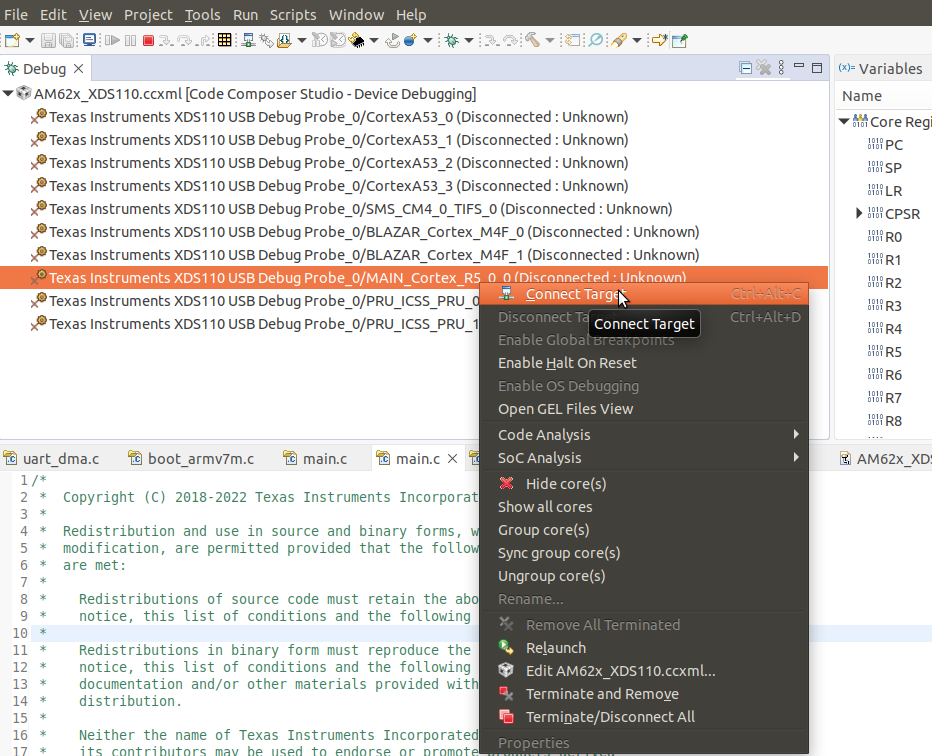 File Edit View Project Tools Run Scripts Window Help
Debug
AM62x_XDS110.ccxml [Code Composer Studio - Device Debugging]
Texas Instruments XDS110 USB Debug Probe_0/CortexA53_0 (Disconnected : Unknown)
Texas Instruments XDS110 USB Debug Probe_0/CortexA53_1 (Disconnected : Unknown)
Texas Instruments XDS110 USB Debug Probe_0/CortexA53_2 (Disconnected : Unknown)
Texas Instruments XDS110 USB Debug Probe_0/CortexA53_3 (Disconnected : Unknown)
Texas Instruments XDS110 USB Debug Probe_0/SMS_CM4_0_TIFS_0 (Disconnected : Unknown)
Texas Instruments XDS110 USB Debug Probe_0/BLAZAR_Cortex_M4F_0 (Disconnected : Unknown)
Texas Instruments XDS110 USB Debug Probe_0/BLAZAR_Cortex_M4F_1 (Disconnected : Unknown)
Texas Instruments XDS110 USB Debug Probe_0/MAIN_Cortex_R5_0_0 (Disconnected : Unknown)
Texas Instruments XDS110 USB Debug Probe_0/PRU_ICSS_PRU_0
Texas Instruments XDS110 USB Debug Probe_0/PRU_ICSS_PRU_1
Connect Target Ctrl+Alt+C
Disconnect Ta Ctrl+Alt+D
Connect Target
Enable Global Breakpoints
Enable Halt On Reset
Enable OS Debugging
Open GEL Files View
Code Analysis
SoC Analysis
Hide core(s)
Show all cores
Group core(s)
Sync group core(s)
Ungroup core(s)
Rename...
Remove All Terminated
Relaunch
Edit AM62x_XDS110.ccxml...
Terminate and Remove
Terminate/Disconnect All
Properties
(x)= Variables
Name
Core Regi
PC
SP
LR
CPSR
R0
R1
R2
R3
R4
R5
R6
R7
R8
uart_dma.c boot_armv7m.c main.c main.c AM62x_XDS
1 /*
2 * Copyright (C) 2018-2022 Texas Instruments Incorporat
3 *
4 * Redistribution and use in source and binary forms, w
5 * modification, are permitted provided that the follow
6 * are met:
7 *
8 * Redistributions of source code must retain the abo
9 * notice, this list of conditions and the following
10 *
11 * Redistributions in binary form must reproduce the
12 * notice, this list of conditions and the following
13 * documentation and/or other materials provided with
14 * distribution.
15 *
16 * Neither the name of Texas Instruments Incorporated
17 * its contributors may be used to endorse or promote